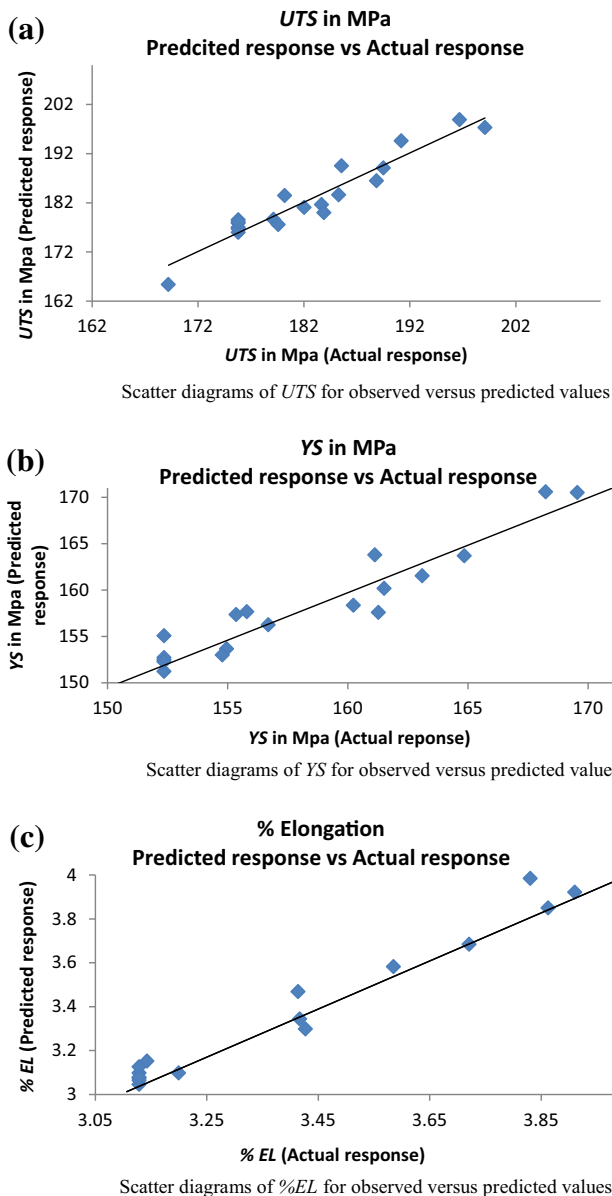 (a)
UTS in MPa
Predcited response vs Actual response
UTS in Mpa (Predicted response)
202
192
182
172
162
162 172 182 192 202
UTS in Mpa (Actual response)
Scatter diagrams of UTS for observed versus predicted values
(b)
YS in MPa
Predicted response vs Actual response
YS in Mpa (Predicted
response)
170
165
160
155
150
150 155 160 165 170
YS in Mpa (Actual reponse)
Scatter diagrams of YS for observed versus predicted value
(c)
% Elongation
Predicted response vs Actual response
% EL (Predicted response)
4
3.8
3.6
3.4
3.2
3
3.05 3.25 3.45 3.65 3.85
% EL (Actual response)
Scatter diagrams of %EL for observed versus predicted values